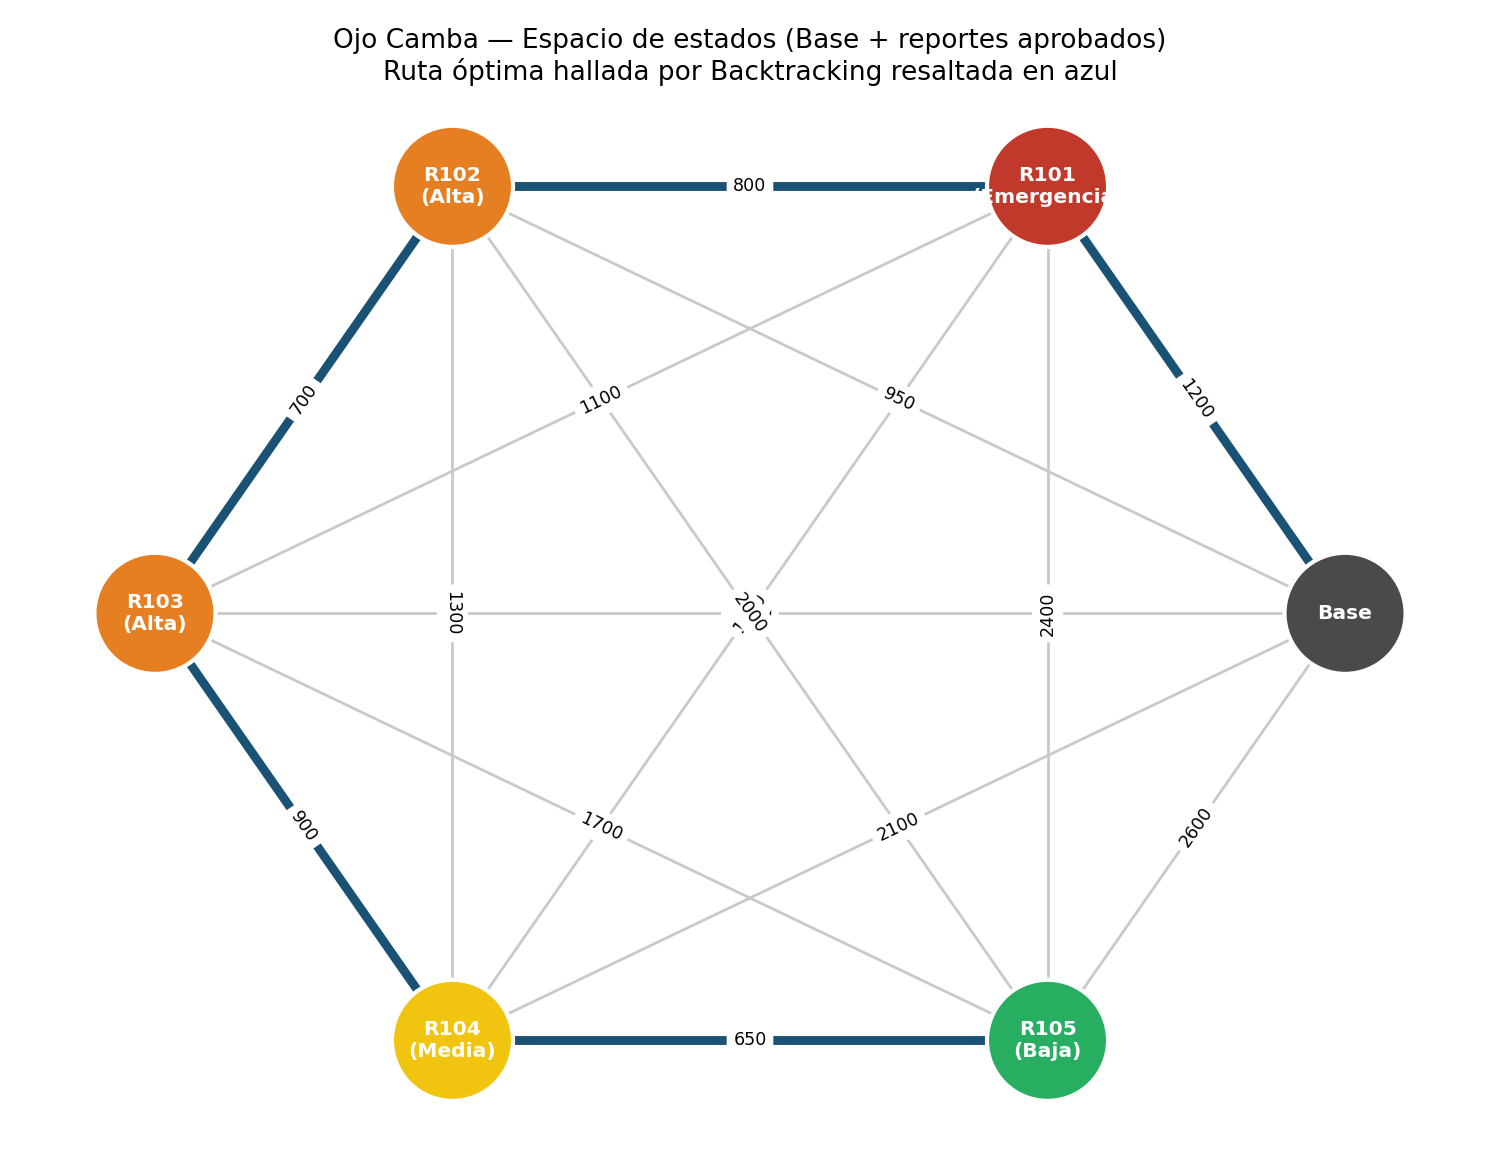 Ojo Camba — Espacio de estados (Base + reportes aprobados)
Ruta óptima hallada por Backtracking resaltada en azul
R102
(Alta)
800
R101
(Emergencia
700
1100
950
1200
R103
(Alta)
1300
2000
2400
Base
900
1700
2100
2600
R104
(Media)
650
R105
(Baja)